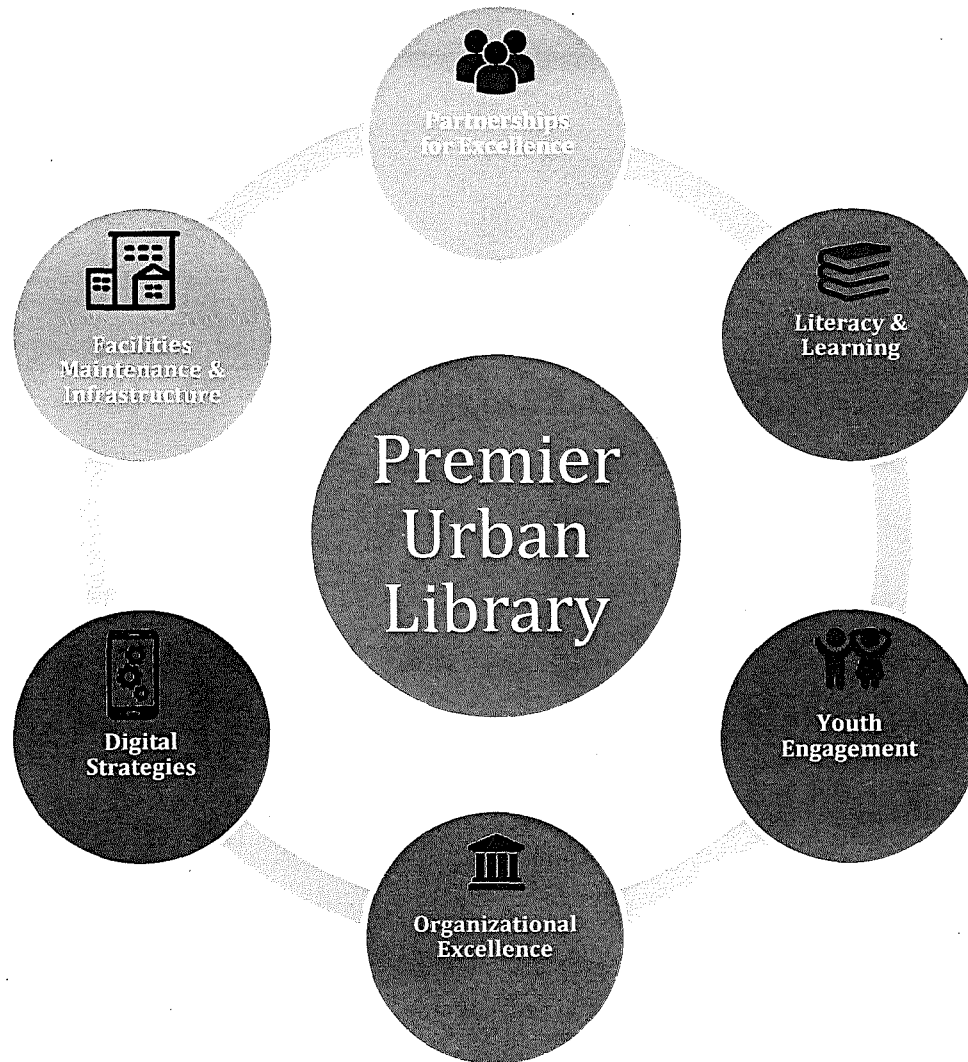 Partnerships
for Excellence
Literacy &
Learning
Youth
Engagement
Organizational
Excellence
Digital
Strategies
Facilities
Maintenance &
Infrastructure
Premier
Urban
Library